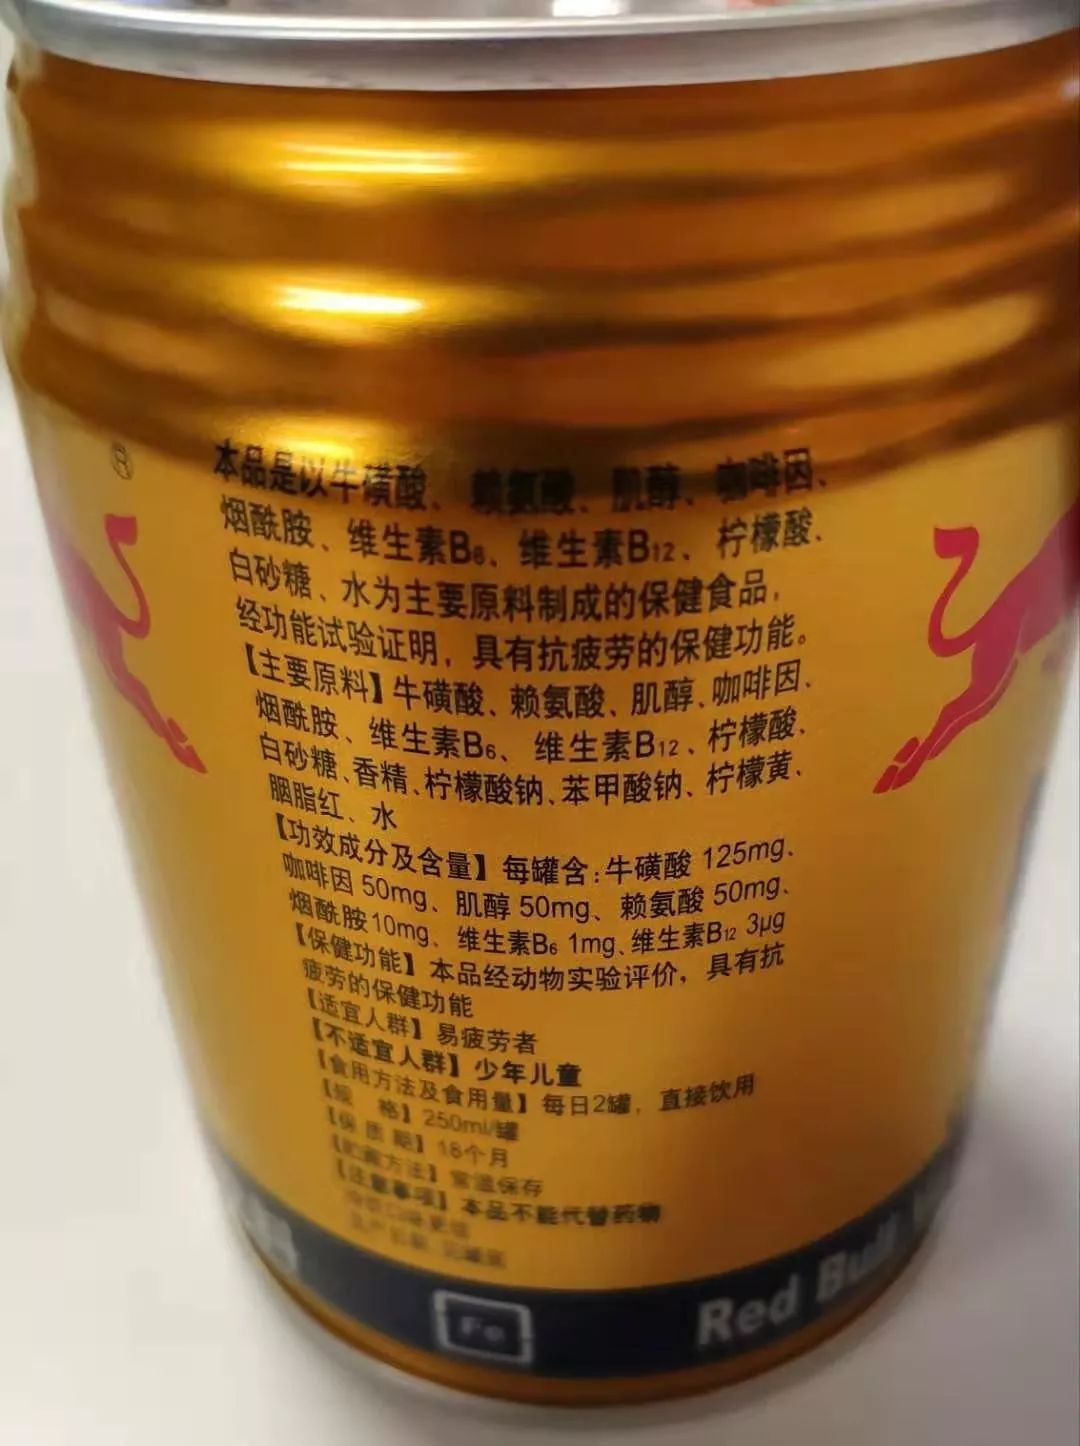 本品是以牛磺酸、赖氨酸、肌醇、咖啡因、
烟酰胺、维生素B₆、维生素B₁₂、柠檬酸、
白砂糖、水为主要原料制成的保健食品，
经功能试验证明，具有抗疲劳的保健功能。
【主要原料】牛磺酸、赖氨酸、肌醇、咖啡因、
烟酰胺、维生素B₆、维生素B₁₂、柠檬酸、
白砂糖、香精、柠檬酸钠、苯甲酸钠、柠檬黄、
胭脂红、水
【功效成分及含量】每罐含:牛磺酸 125mg、
咖啡因 50mg、肌醇 50mg、赖氨酸 50mg、
烟酰胺10mg、维生素B₆ 1mg、维生素B₁₂ 3µg
【保健功能】本品经动物实验评价，具有抗
疲劳的保健功能
【适宜人群】易疲劳者
【不适宜人群】少年儿童
【食用方法及食用量】每日2罐，直接饮用
【规 格】250ml/罐
【保 质 期】18个月
【贮藏方法】常温保存
【注意事项】本品不能代替药物
Fe
Red Bull